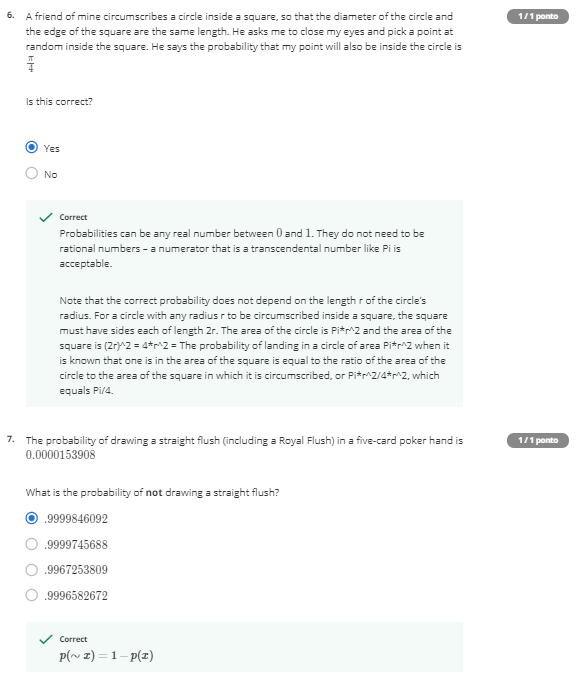 6. A friend of mine circumscribes a circle inside a square, so that the diameter of the circle and
1 / 1 ponto
the edge of the square are the same length. He asks me to close my eyes and pick a point at
random inside the square. He says the probability that my point will also be inside the circle is
π/4
Is this correct?
Yes
No
Correct
Probabilities can be any real number between 0 and 1. They do not need to be
rational numbers – a numerator that is a transcendental number like Pi is
acceptable.
Note that the correct probability does not depend on the length r of the circle's
radius. For a circle with any radius r to be circumscribed inside a square, the square
must have sides each of length 2r. The area of the circle is Pi*r^2 and the area of the
square is (2r)^2 = 4*r^2 = The probability of landing in a circle of area Pi*r^2 when it
is known that one is in the area of the square is equal to the ratio of the area of the
circle to the area of the square in which it is circumscribed, or Pi*r^2/4*r^2, which
equals Pi/4.
7. The probability of drawing a straight flush (including a Royal Flush) in a five-card poker hand is
1 / 1 ponto
0.0000153908
What is the probability of not drawing a straight flush?
.9999846092
.9999745688
.9967253809
.9996582672
Correct
p(∼ x) = 1 – p(x)